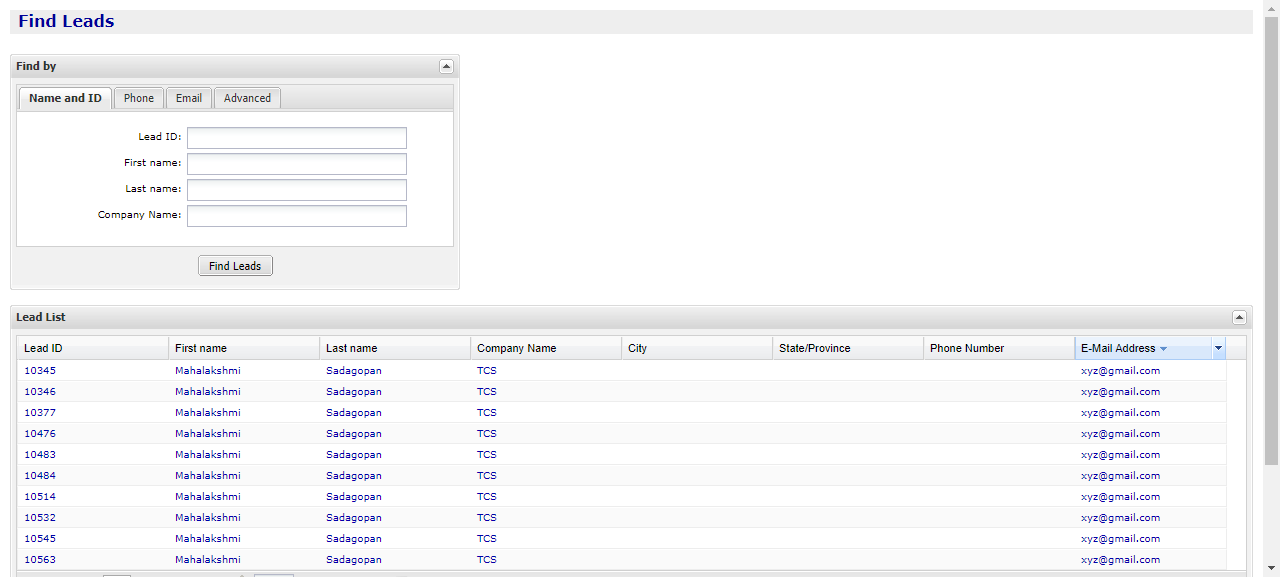 Find Leads
Find by
Name and ID Phone Email Advanced
Lead ID:
First name:
Last name:
Company Name:
Find Leads
Lead List
Lead ID First name Last name Company Name City State/Province Phone Number E-Mail Address
10345 Mahalakshmi Sadagopan TCS xyz@gmail.com
10346 Mahalakshmi Sadagopan TCS xyz@gmail.com
10377 Mahalakshmi Sadagopan TCS xyz@gmail.com
10476 Mahalakshmi Sadagopan TCS xyz@gmail.com
10483 Mahalakshmi Sadagopan TCS xyz@gmail.com
10484 Mahalakshmi Sadagopan TCS xyz@gmail.com
10514 Mahalakshmi Sadagopan TCS xyz@gmail.com
10532 Mahalakshmi Sadagopan TCS xyz@gmail.com
10545 Mahalakshmi Sadagopan TCS xyz@gmail.com
10563 Mahalakshmi Sadagopan TCS xyz@gmail.com